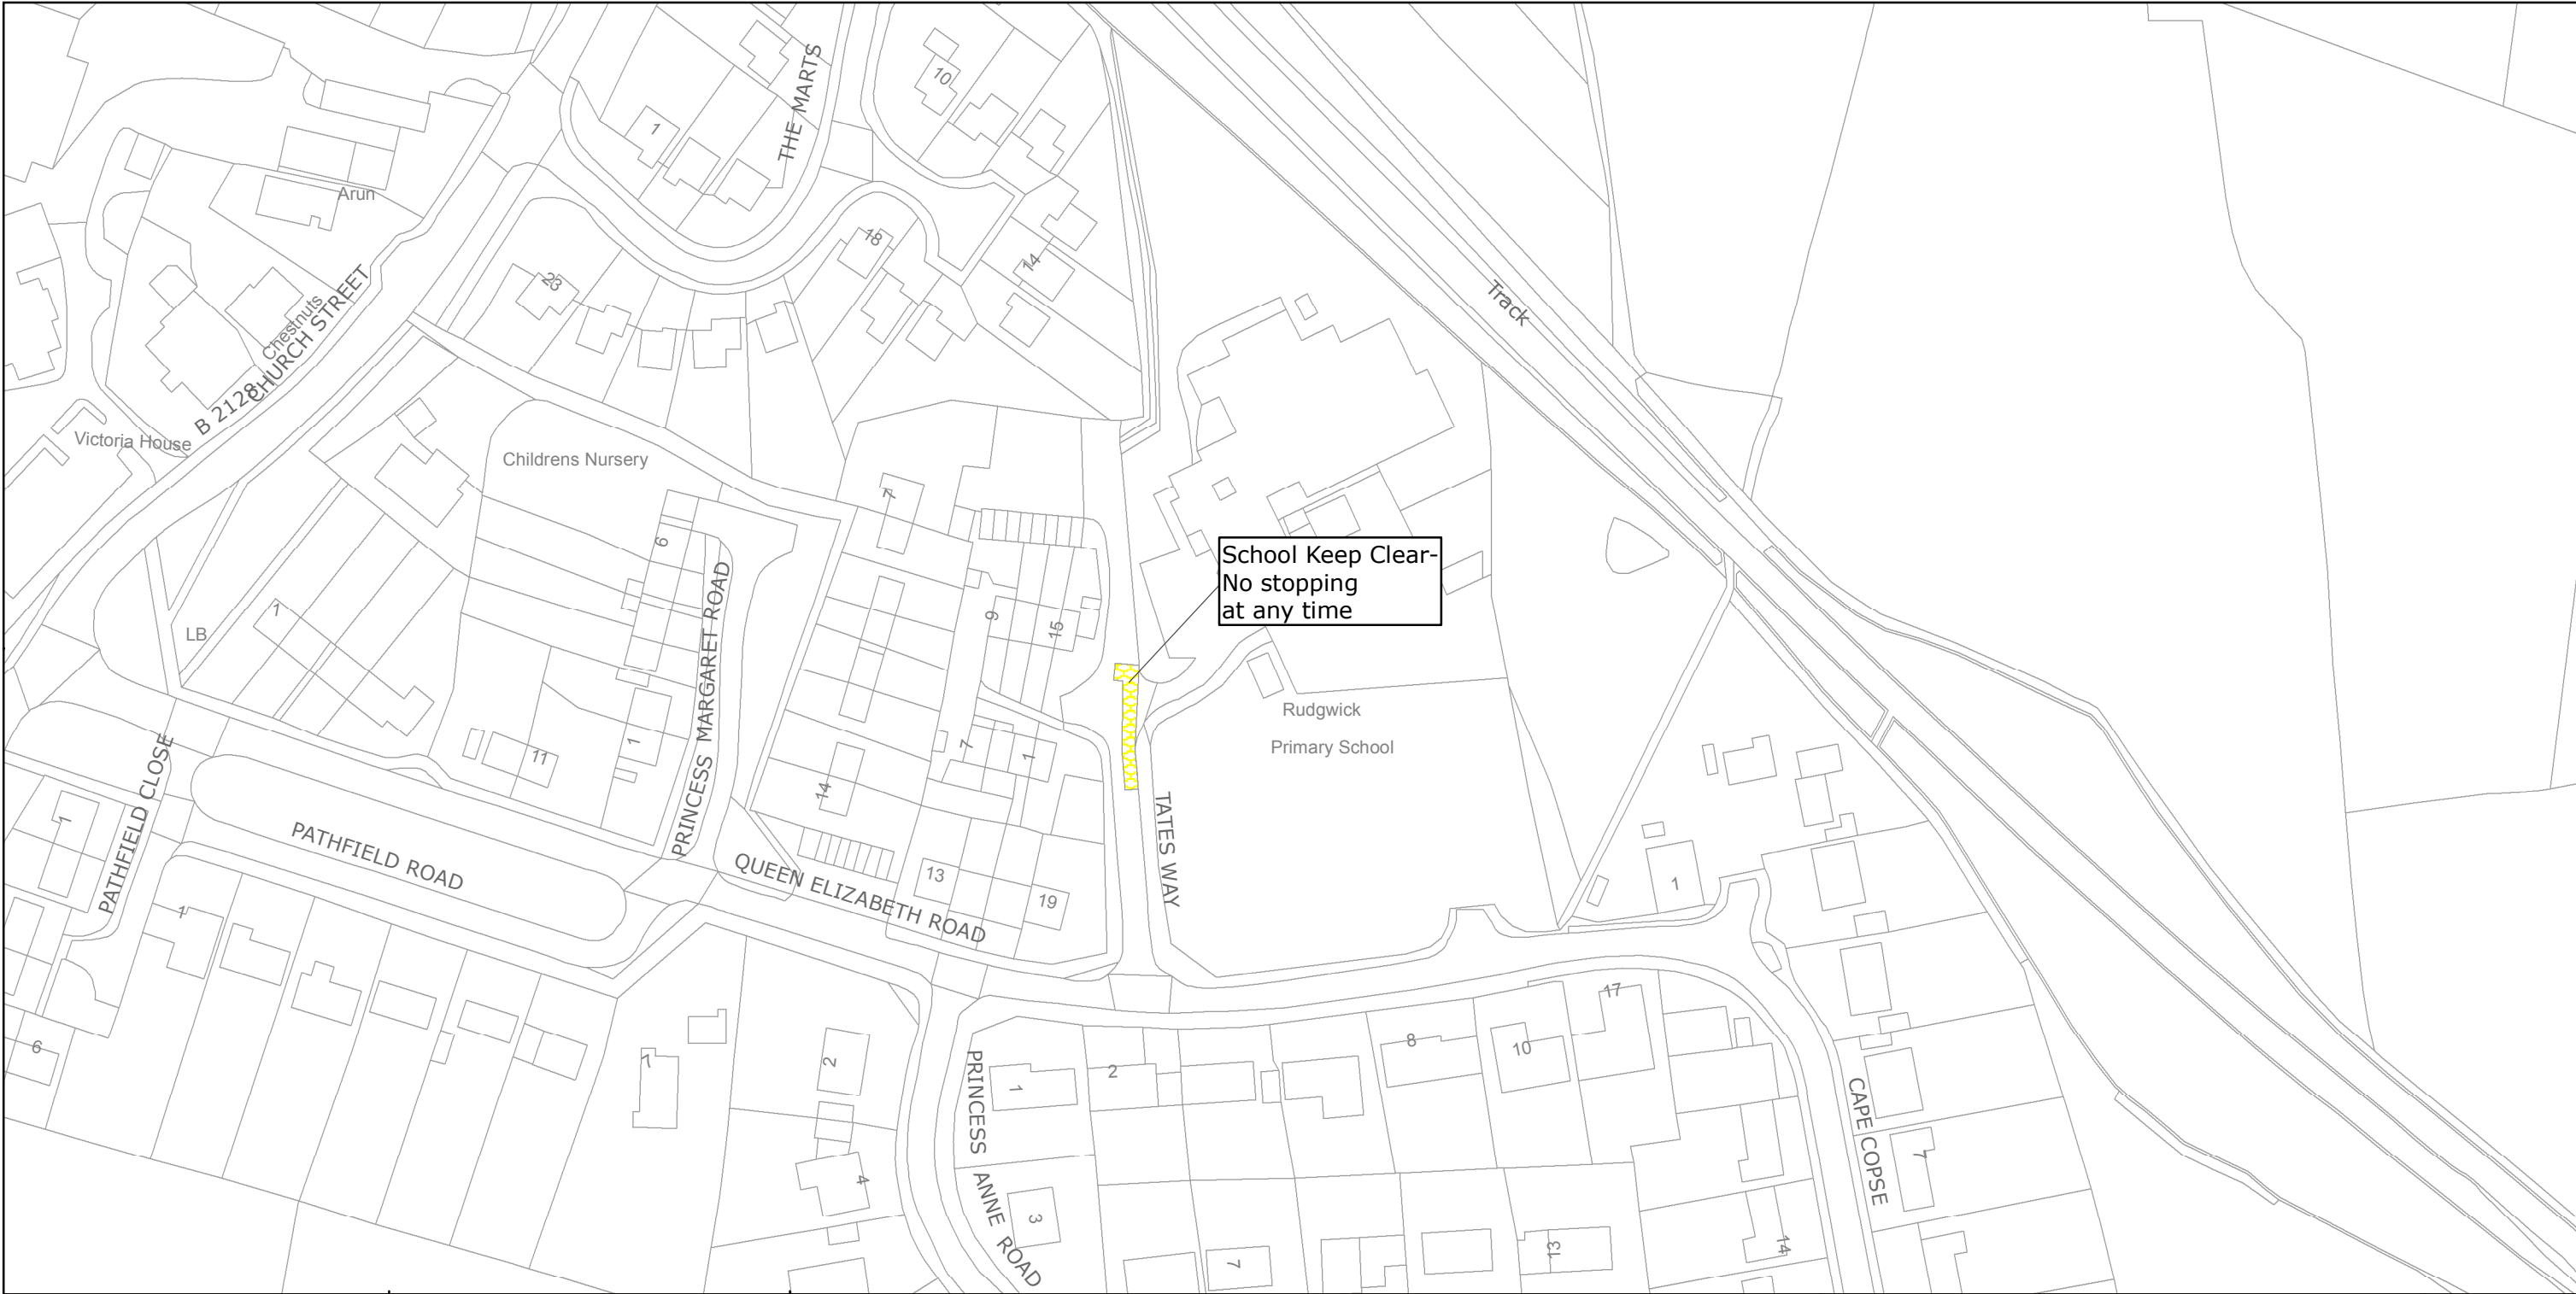 THE MARTS
10
1
Arun
18
14
23
Track
Chestnuts
CHURCH STREET
B 2128
Victoria House
Childrens Nursery
7
6
School Keep Clear-
No stopping
at any time
9
15
1
LB
PRINCESS MARGARET ROAD
Rudgwick
Primary School
11
1
7
1
14
PATHFIELD CLOSE
1
TATES WAY
PATHFIELD ROAD
QUEEN ELIZABETH ROAD
13
19
1
1
17
6
7
2
PRINCESS ANNE ROAD
1
2
8
10
CAPE COPSE
7
4
3
7
13
14